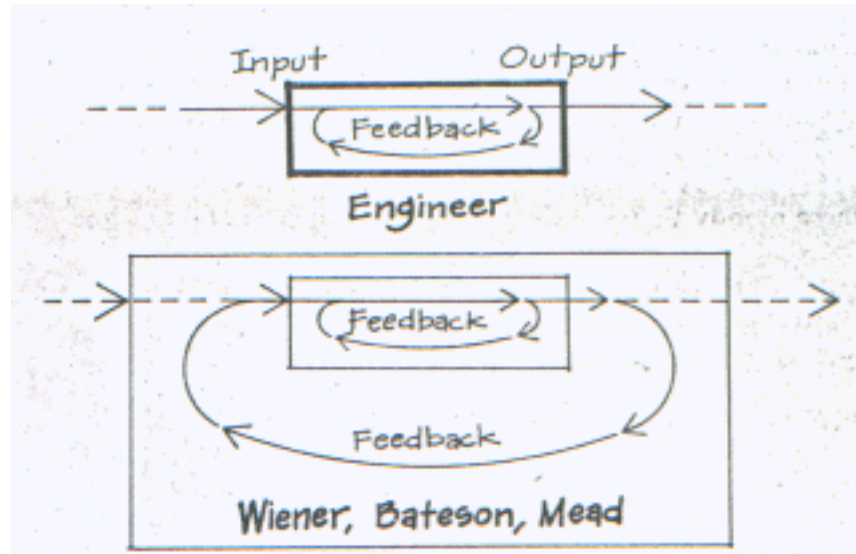 Input Output
Feedback
Engineer
Feedback
Feedback
Wiener, Bateson, Mead